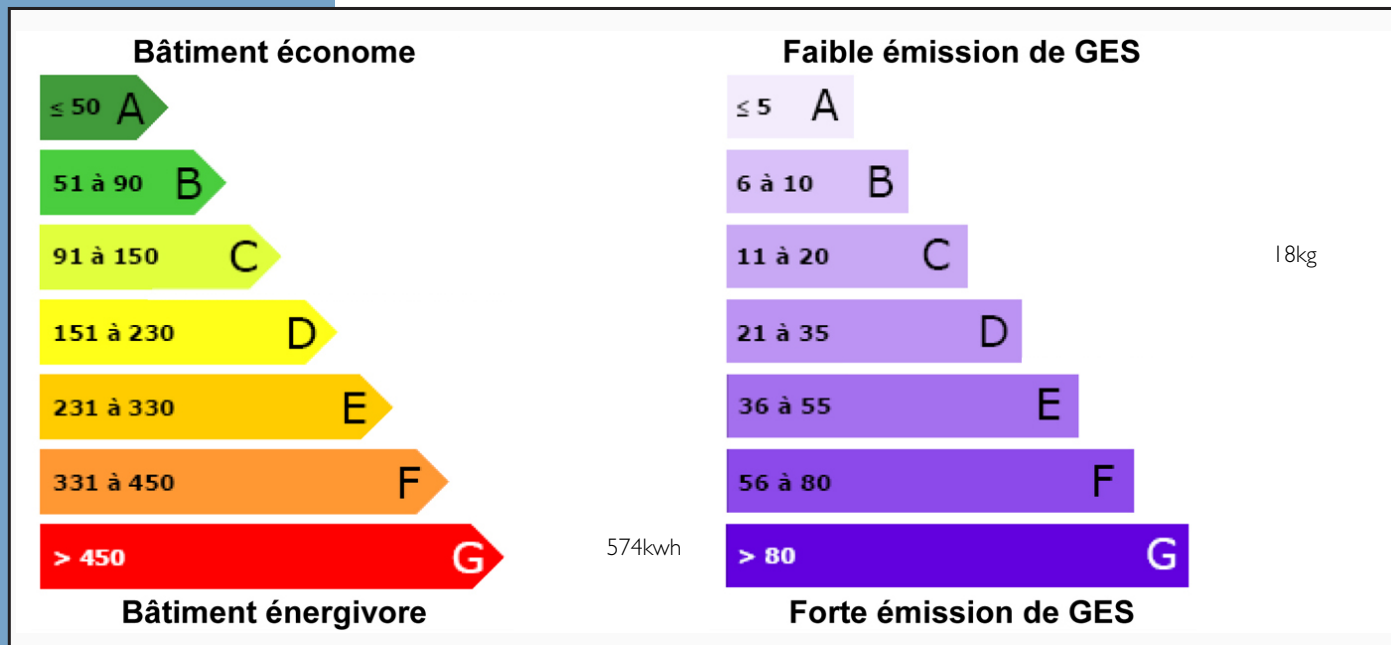 Bâtiment économe
≤ 50 A
51 à 90 B
91 à 150 C
151 à 230 D
231 à 330 E
331 à 450 F
> 450 G
574kwh
Bâtiment énergivore
Faible émission de GES
≤ 5 A
6 à 10 B
11 à 20 C
18kg
21 à 35 D
36 à 55 E
56 à 80 F
> 80 G
Forte émission de GES